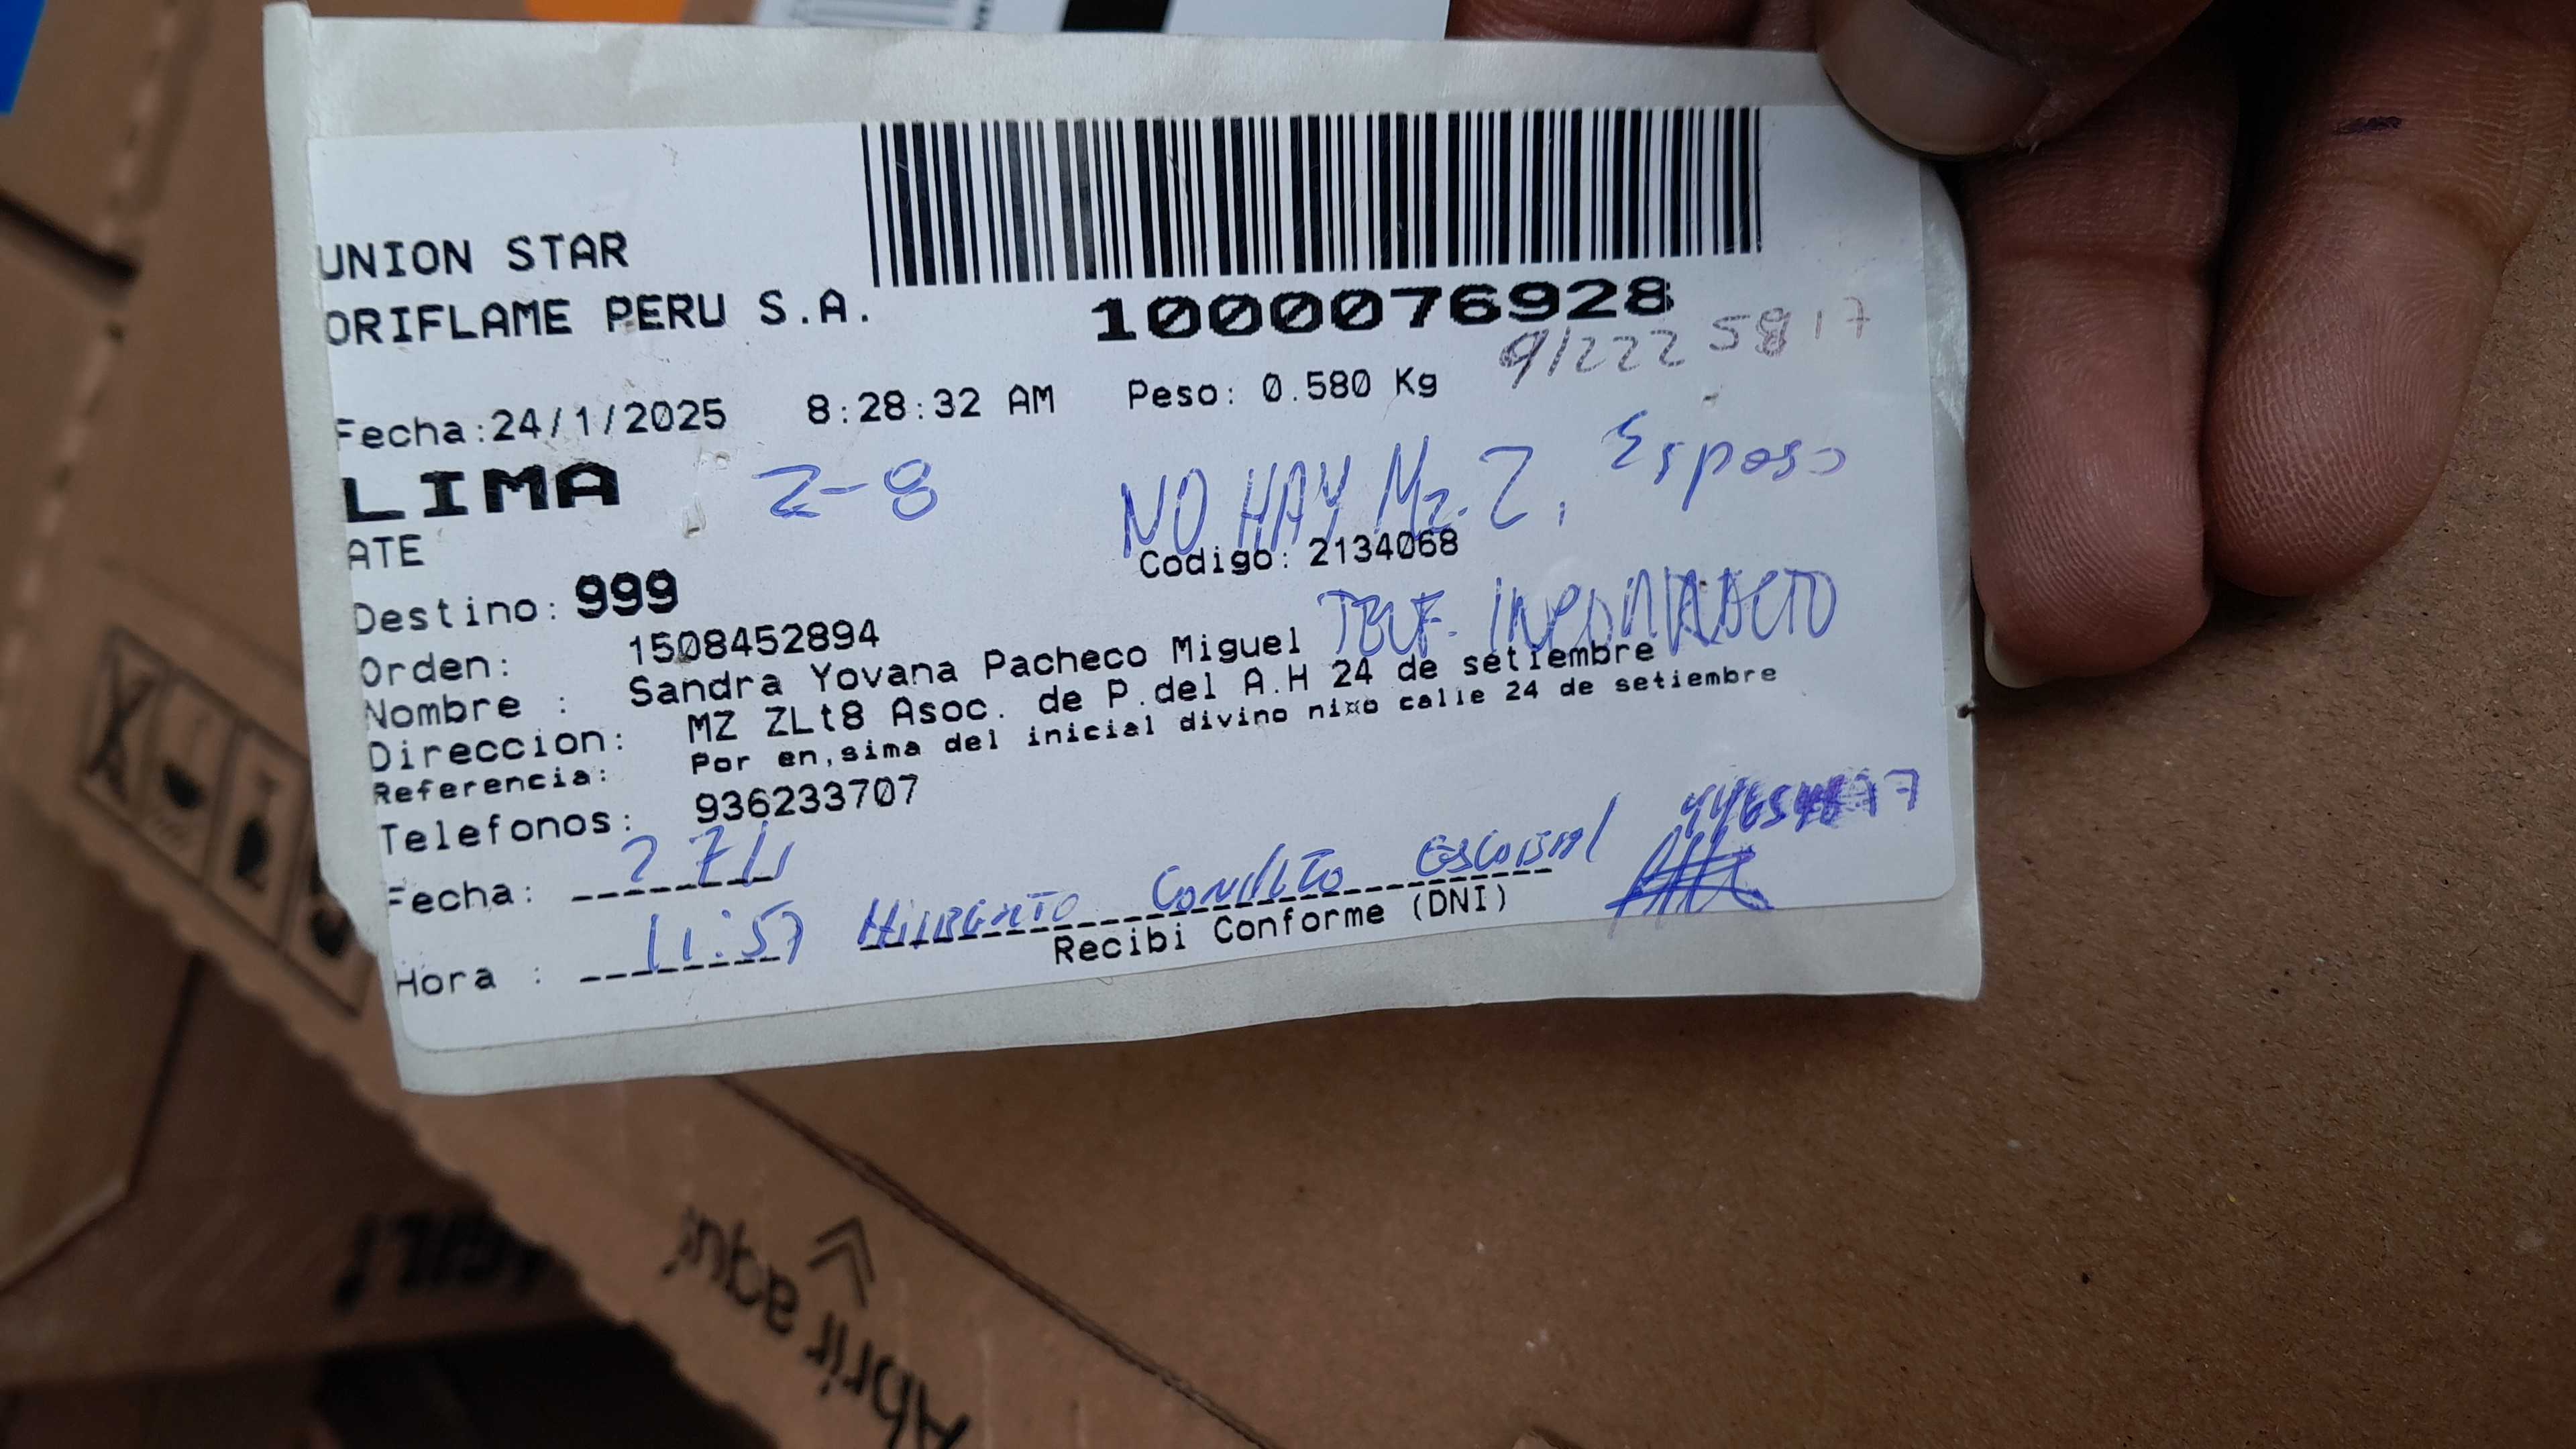 UNION STAR
ORIFLAME PERU S.A.
1000076928
912225817
Fecha:24/1/2025 8:28:32 AM Peso: 0.580 Kg
LIMA Z-8 NO HAY Mz. Z, Esposo
ATE Codigo: 2134068
Destino: 999 TELF.
Orden: 1508452894
Nombre : Sandra Yovana Pacheco Miguel
Direccion: MZ ZLt8 Asoc. de P.del A.H 24 de setiembre
Referencia: Por en,sima del inicial divino ni¤o calle 24 de setiembre
Telefonos: 936233707
Fecha: 27/1
Hora : 11:57
Recibi Conforme (DNI)
Abrir aquí